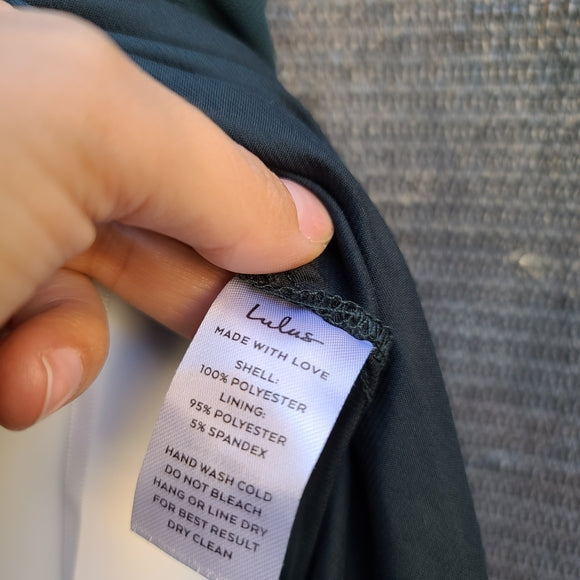 Lulus
MADE WITH LOVE
SHELL:
100% POLYESTER
LINING:
95% POLYESTER
5% SPANDEX
HAND WASH COLD
DO NOT BLEACH
HANG OR LINE DRY
FOR BEST RESULT
DRY CLEAN